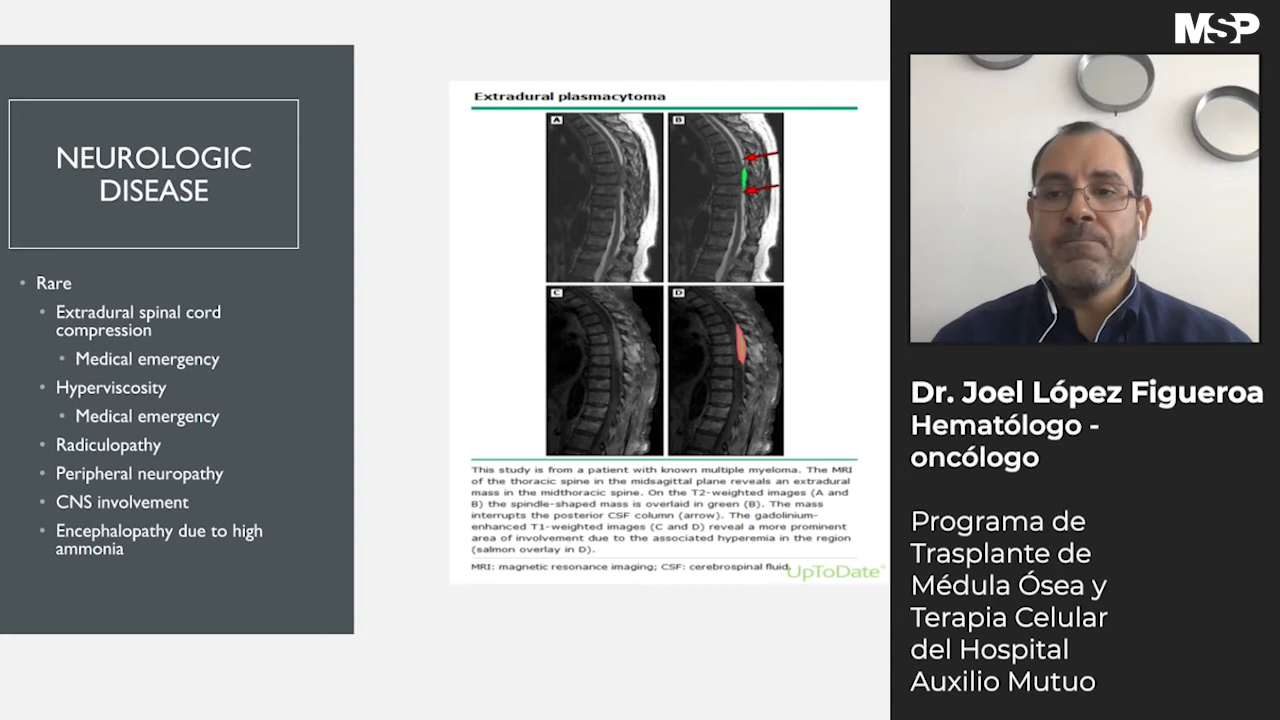 NEUROLOGIC
DISEASE
Rare
Extradural spinal cord
compression
Medical emergency
Hyperviscosity
Medical emergency
Radiculopathy
Peripheral neuropathy
CNS involvement
Encephalopathy due to high
ammonia
Extradural plasmacytoma
A
B
C
D
This study is from a patient with known multiple myeloma. The MRI
of the thoracic spine in the midsagittal plane reveals an extradural
mass in the midthoracic spine. On the T2-weighted images (A and
B) the spindle-shaped mass is overlaid in green (B). The mass
interrupts the posterior CSF column (arrow). The gadolinium-
enhanced T1-weighted images (C and D) reveal a more prominent
area of involvement due to the associated hyperemia in the region
(salmon overlay in D).
MRI: magnetic resonance imaging; CSF: cerebrospinal fluid.
UpToDate®
MSP
Dr. Joel López Figueroa
Hematólogo -
oncólogo
Programa de
Trasplante de
Médula Ósea y
Terapia Celular
del Hospital
Auxilio Mutuo